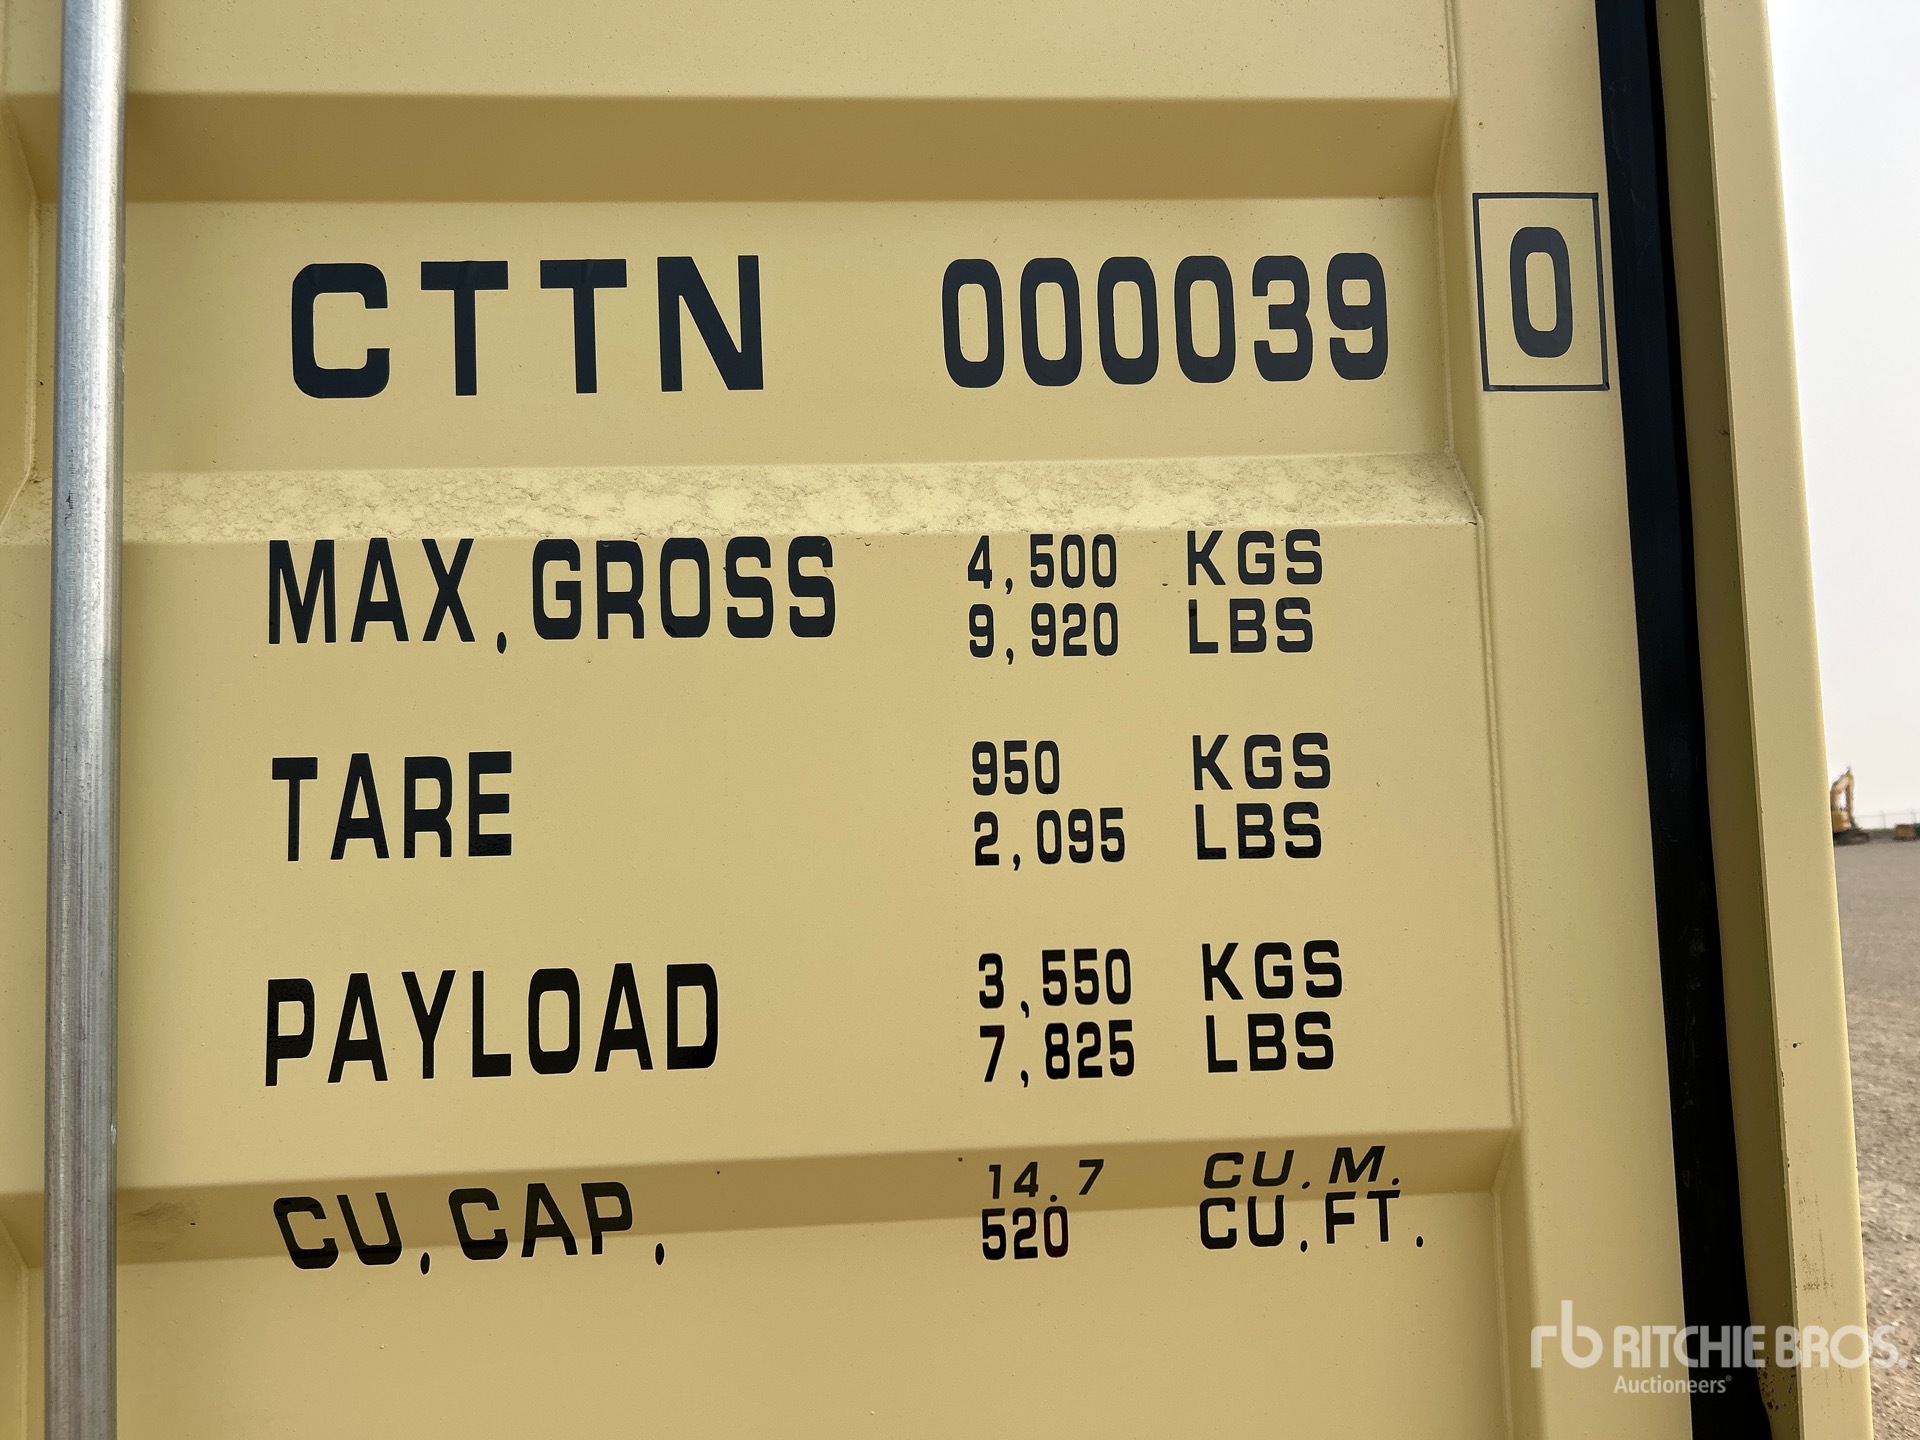 CTTN 000039 0
MAX.GROSS 4,500 KGS
9,920 LBS
TARE 950 KGS
2,095 LBS
PAYLOAD 3,550 KGS
7,825 LBS
CU.CAP. 14.7 CU.M.
520 CU.FT.
rb RITCHIE BROS.
Auctioneers®